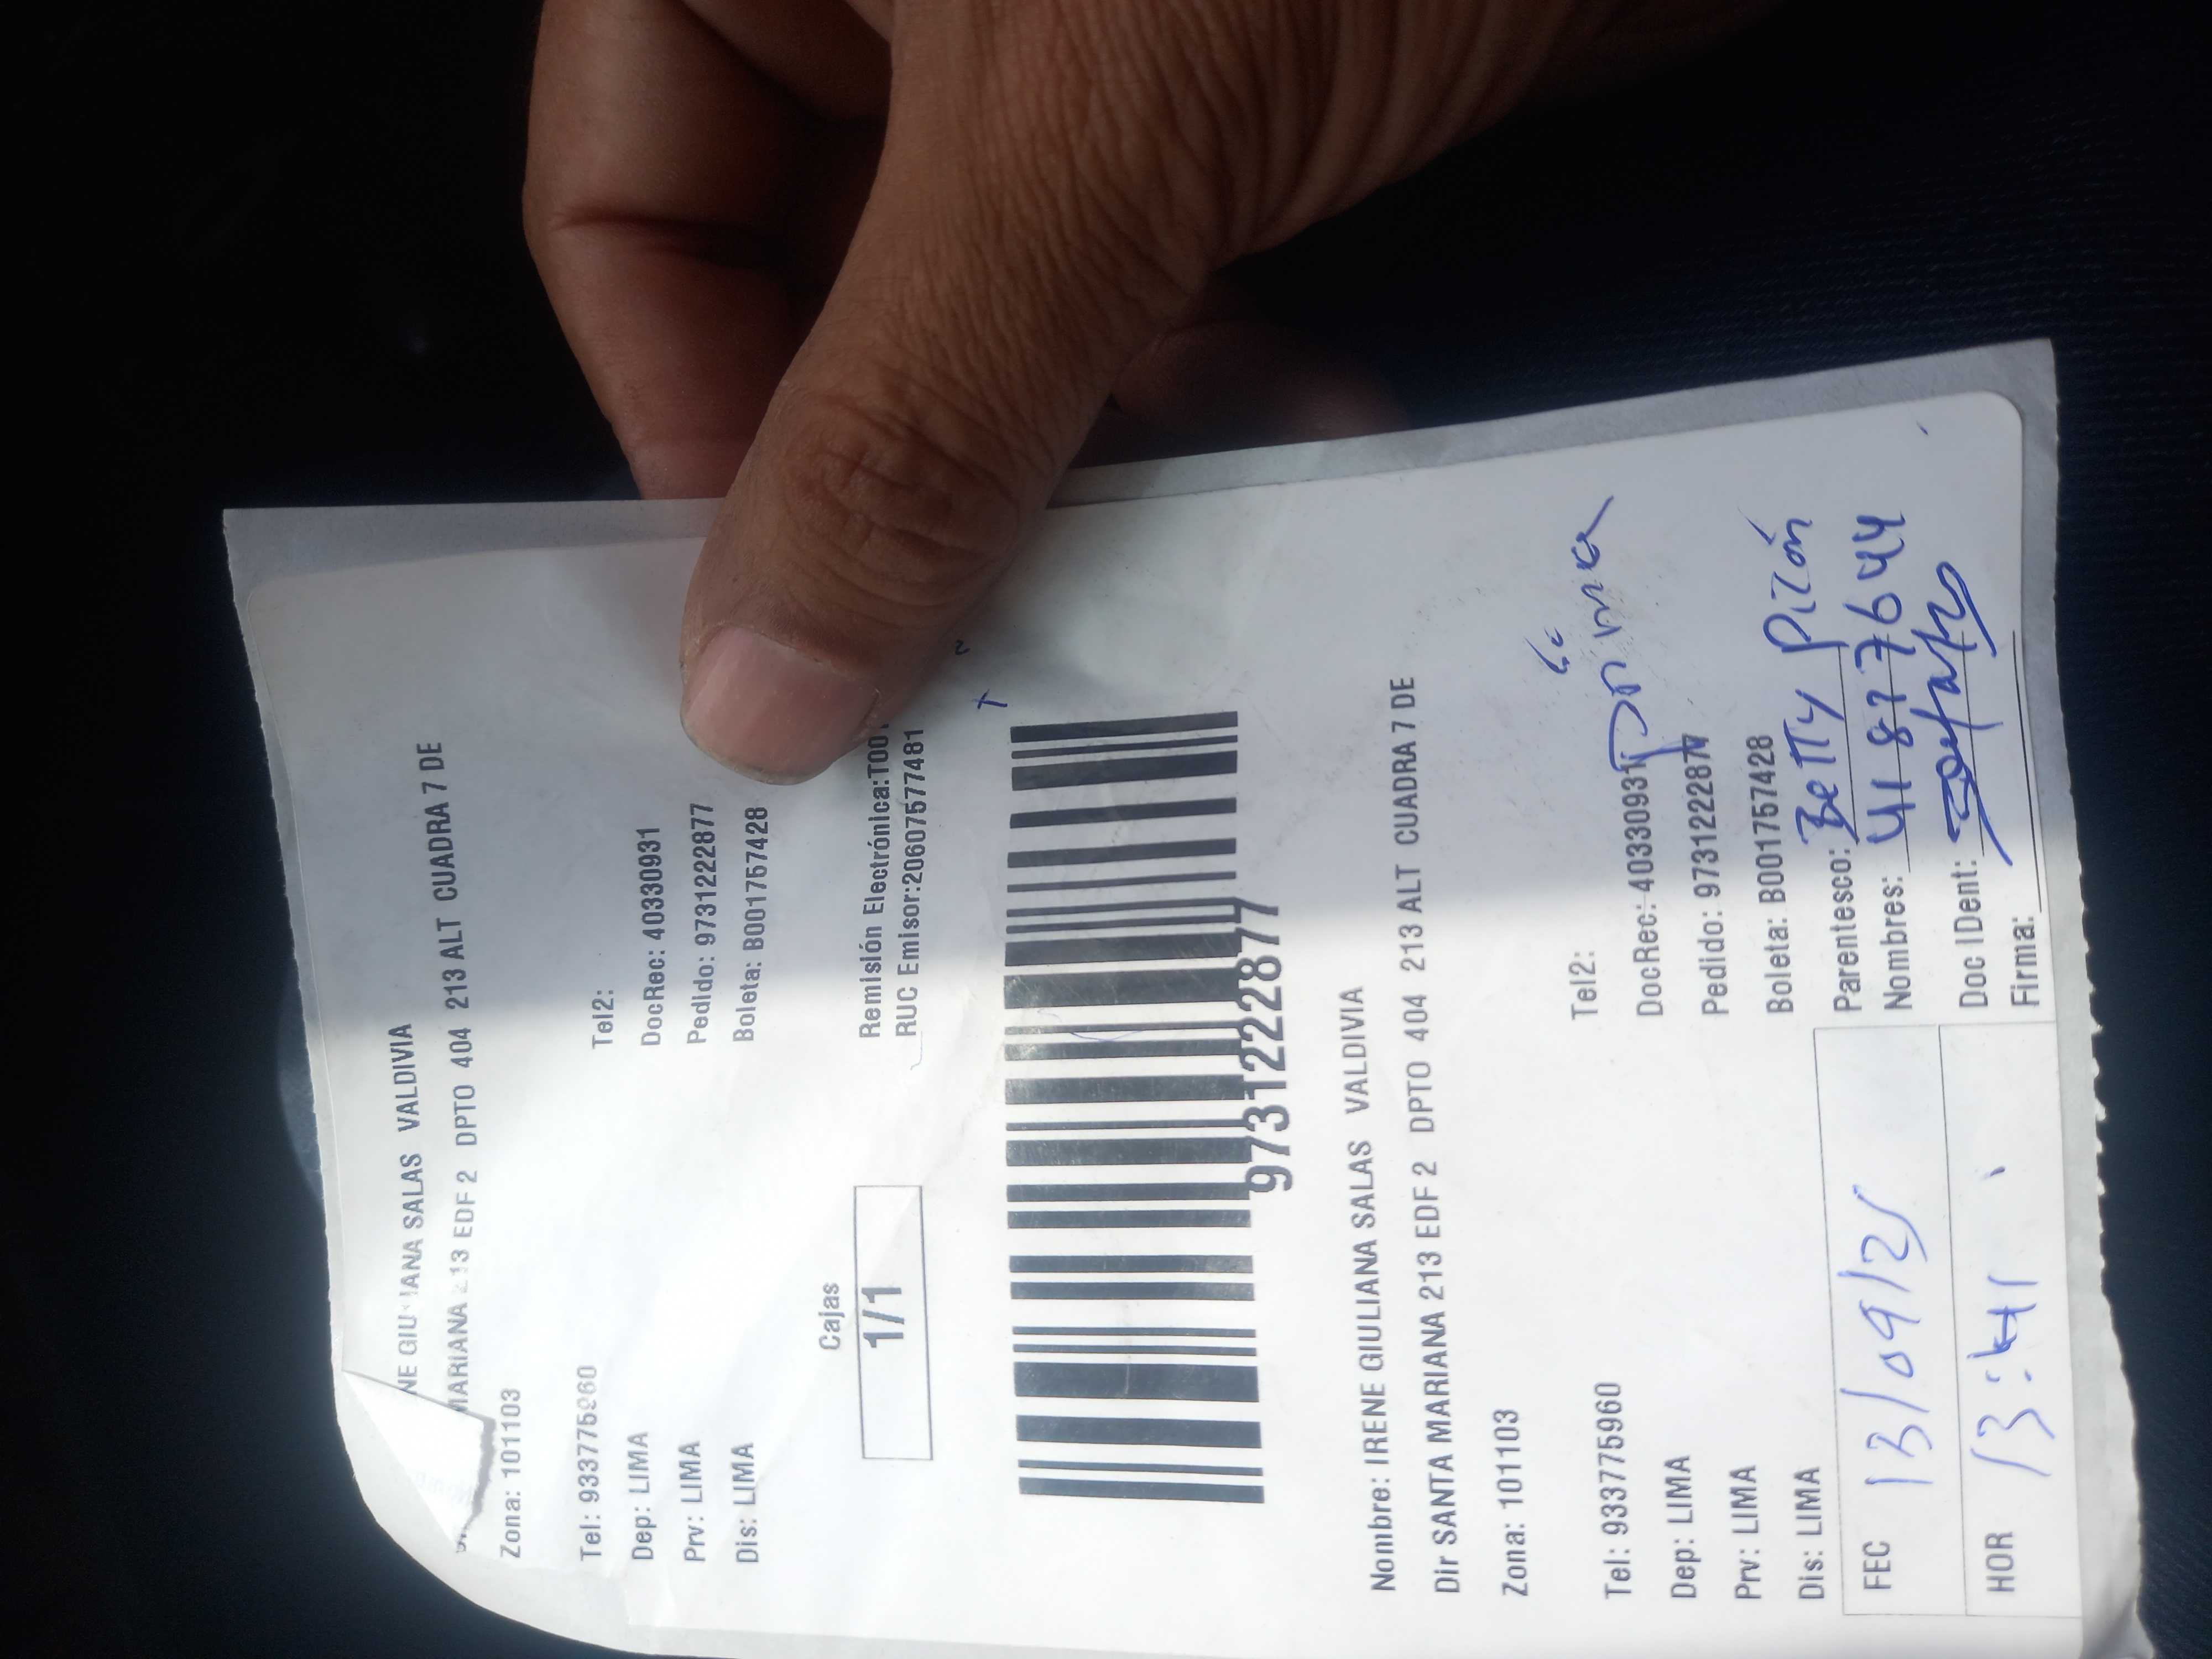 NE GIULIANA SALAS VALDIVIA
MARIANA 213 EDF 2 DPTO 404 213 ALT CUADRA 7 DE
Zona: 101103
Tel: 933775960 Tel2:
Dep: LIMA DocRec: 40330931
Prv: LIMA Pedido: 9731222877
Dis: LIMA Boleta: B001757428
Cajas
1/1
Remisión Electrónica:T001
RUC Emisor:20607577481
9731222877
Nombre: IRENE GIULIANA SALAS VALDIVIA
Dir SANTA MARIANA 213 EDF 2 DPTO 404 213 ALT CUADRA 7 DE
Zona: 101103
Tel: 933775960 Tel2:
Prima
Dep: LIMA DocRec: 40330931
Prv: LIMA Pedido: 9731222877
Dis: LIMA Boleta: B001757428
FEC 13/09/25
Parentesco: Betty Pizón
Nombres: 41877644
HOR 13:41
Doc IDent:
Firma: